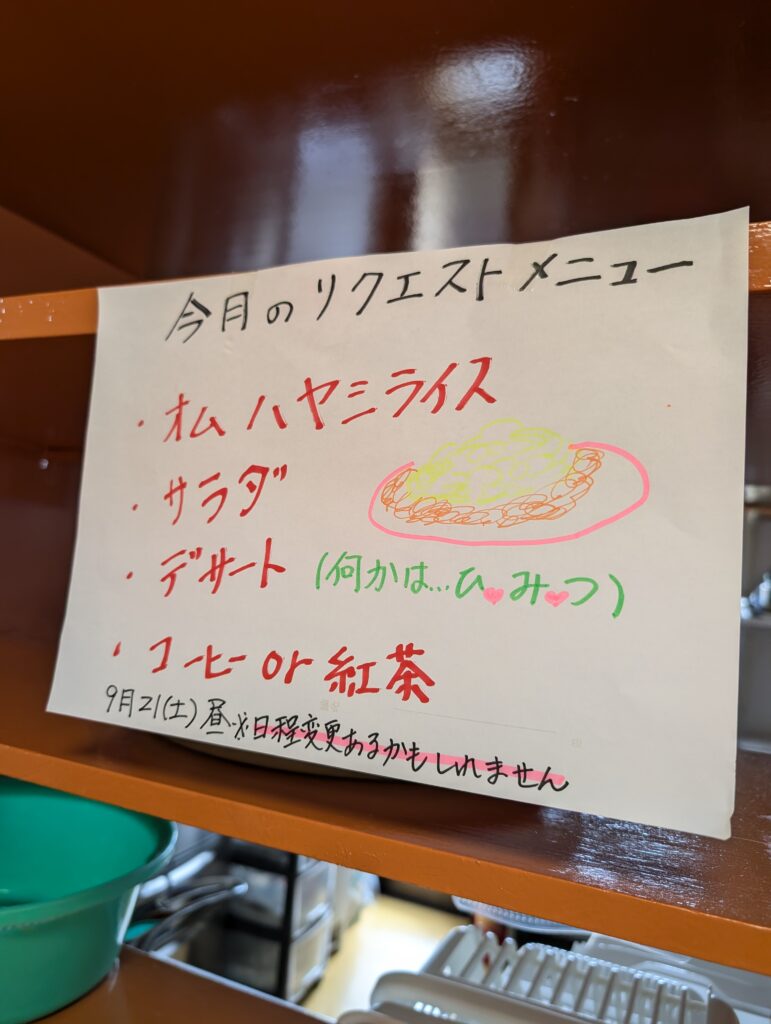 今月のリクエストメニュー
・オムハヤシライス
・サラダ
・デザート (何かは…ひ♥み♥つ)
・コーヒー or 紅茶
9月21(土)昼 ※日程変更あるかもしれません